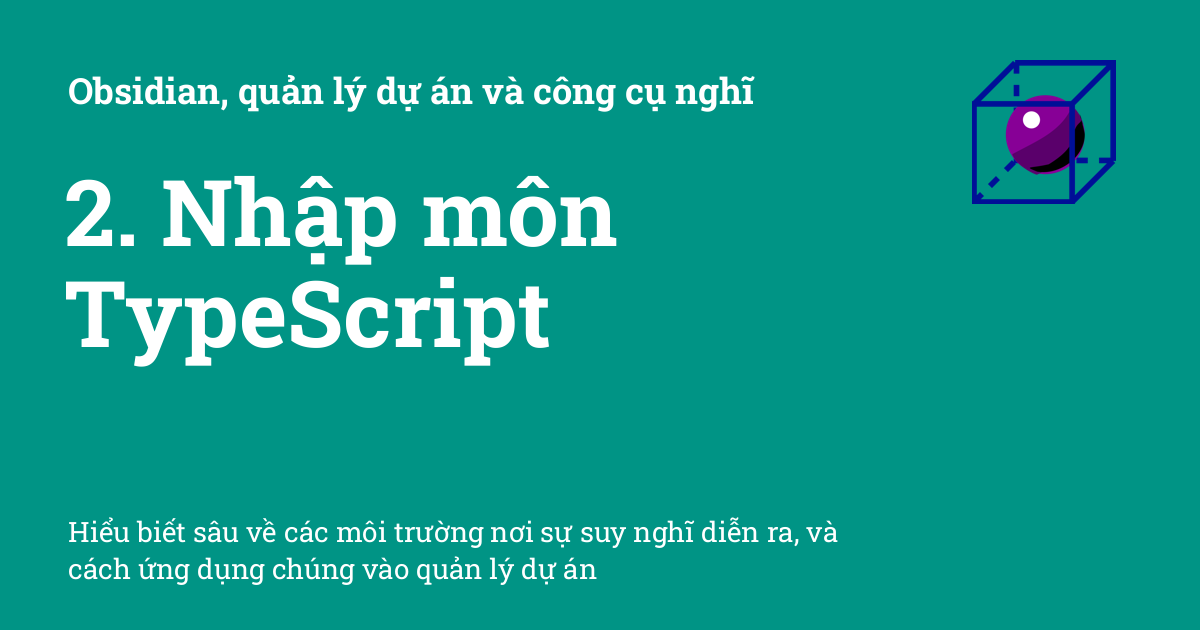 Obsidian, quản lý dự án và công cụ nghĩ
2. Nhập môn
TypeScript
Hiểu biết sâu về các môi trường nơi sự suy nghĩ diễn ra, và
cách ứng dụng chúng vào quản lý dự án